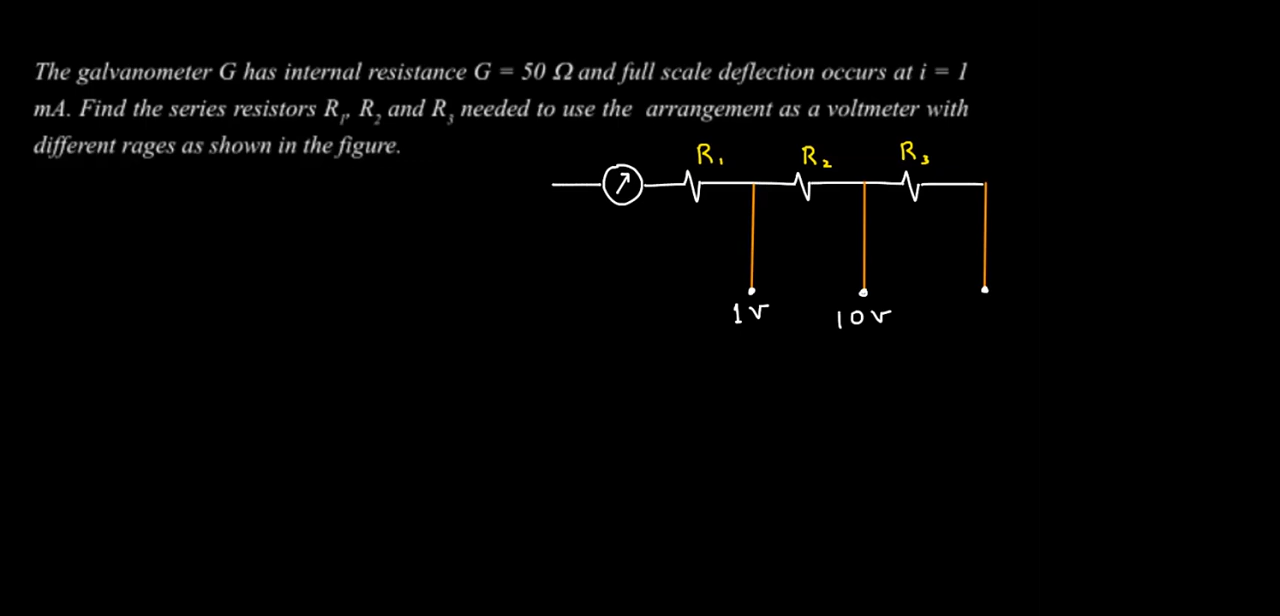 The galvanometer G has internal resistance G = 50 Ω and full scale deflection occurs at i = 1
mA. Find the series resistors R₁, R₂ and R₃ needed to use the arrangement as a voltmeter with
different rages as shown in the figure.
R₁ R₂ R₃
1V 10V